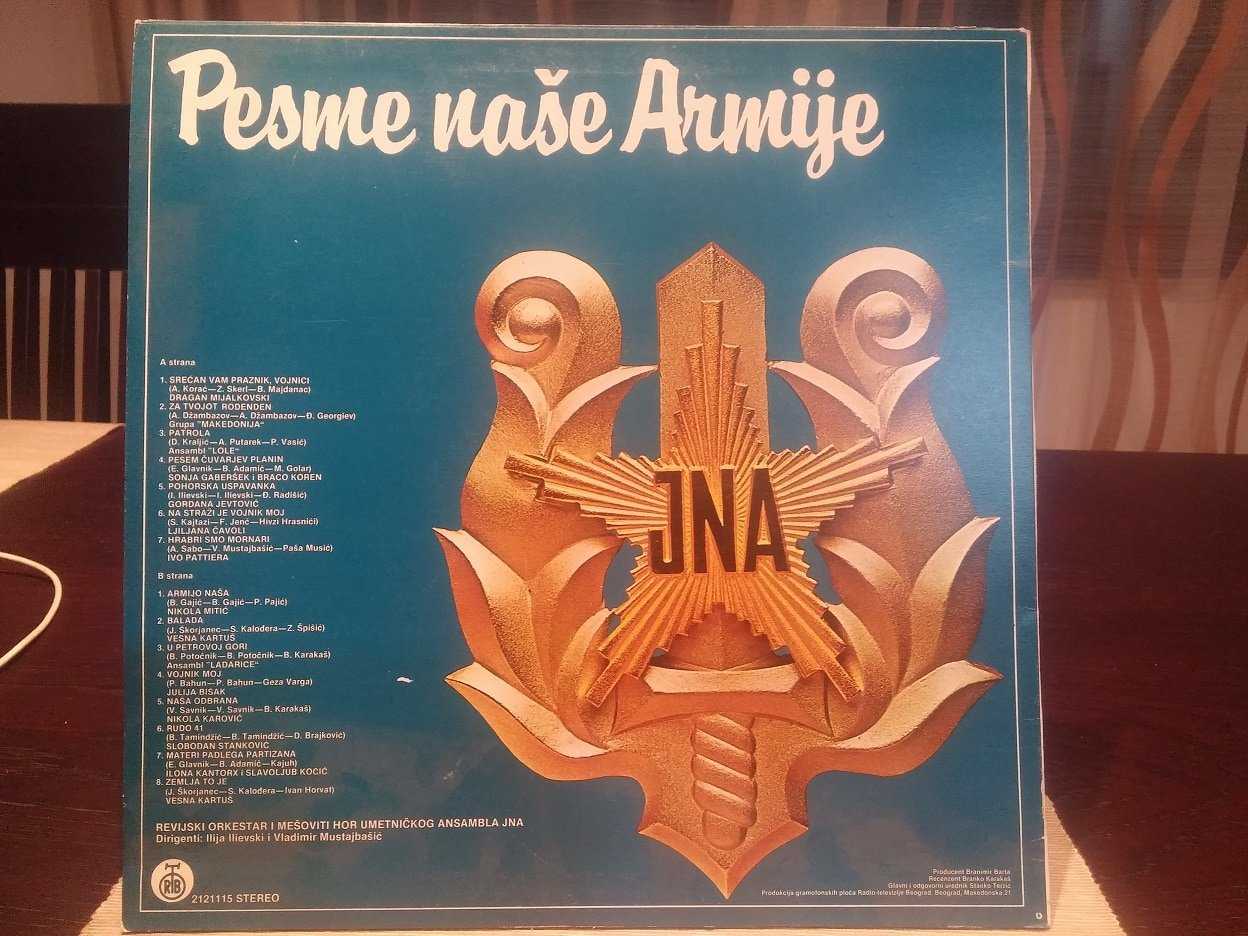 Pesme naše Armije
JNA
A strana
1. SREĆAN VAM PRAZNIK, VOJNICI
(A. Korać—Z. Skerl—B. Majdanac)
DRAGAN MIJALKOVSKI
2. ZA TVOJOT RODENDEN
(A. Džambazov—A. Džambazov—Đ. Georgiev)
Grupa "MAKEDONIJA"
3. PATROLA
(D. Kraljić—A. Putarek—P. Vasić)
Ansambl "LOLE"
4. PESEM ČUVARJEV PLANIN
(E. Glavnik—B. Adamič—M. Golar)
SONJA GABERŠEK i BRACO KOREN
5. POHORSKA USPAVANKA
(I. Ilievski—I. Ilievski—Đ. Radišić)
GORDANA JEVTOVIĆ
6. NA STRAŽI JE VOJNIK MOJ
(S. Kajtazi—F. Jenč—Hivzi Hrasnići)
LJILJANA ČAVOLI
7. HRABRI SMO MORNARI
(A. Sabo—V. Mustajbašić—Paša Musić)
IVO PATTIERA
B strana
1. ARMIJO NAŠA
(B. Gajić—B. Gajić—P. Pajić)
NIKOLA MITIĆ
2. BALADA
(J. Škorjanec—S. Kalođera—Z. Špišić)
VESNA KARTUŠ
3. U PETROVOJ GORI
(B. Potočnik—B. Potočnik—B. Karakaš)
Ansambl "LADARICE"
4. VOJNIK MOJ
(P. Bahun—P. Bahun—Geza Varga)
JULIJA BISAK
5. NAŠA ODBRANA
(V. Savnik—V. Savnik—B. Karakaš)
NIKOLA KAROVIĆ
6. RUDO 41
(B. Tamindžić—B. Tamindžić—D. Brajković)
SLOBODAN STANKOVIĆ
7. MATERI PADLEGA PARTIZANA
(E. Glavnik—B. Adamič—Kajuh)
ILONA KANTORX i SLAVOLJUB KOCIĆ
8. ZEMLJA TO JE
(J. Škorjanec—S. Kalođera—Ivan Horvat)
VESNA KARTUŠ
REVIJSKI ORKESTAR I MEŠOVITI HOR UMETNIČKOG ANSAMBLA JNA
Dirigenti: Ilija Ilievski i Vladimir Mustajbašić
RTB
2121115 STEREO
Producent Branimir Barta
Recenzent Branko Karakaš
Glavni i odgovorni urednik Stanko Terzić
Produkcija gramofonskih ploča Radio-televizije Beograd, Beograd, Makedonska 21